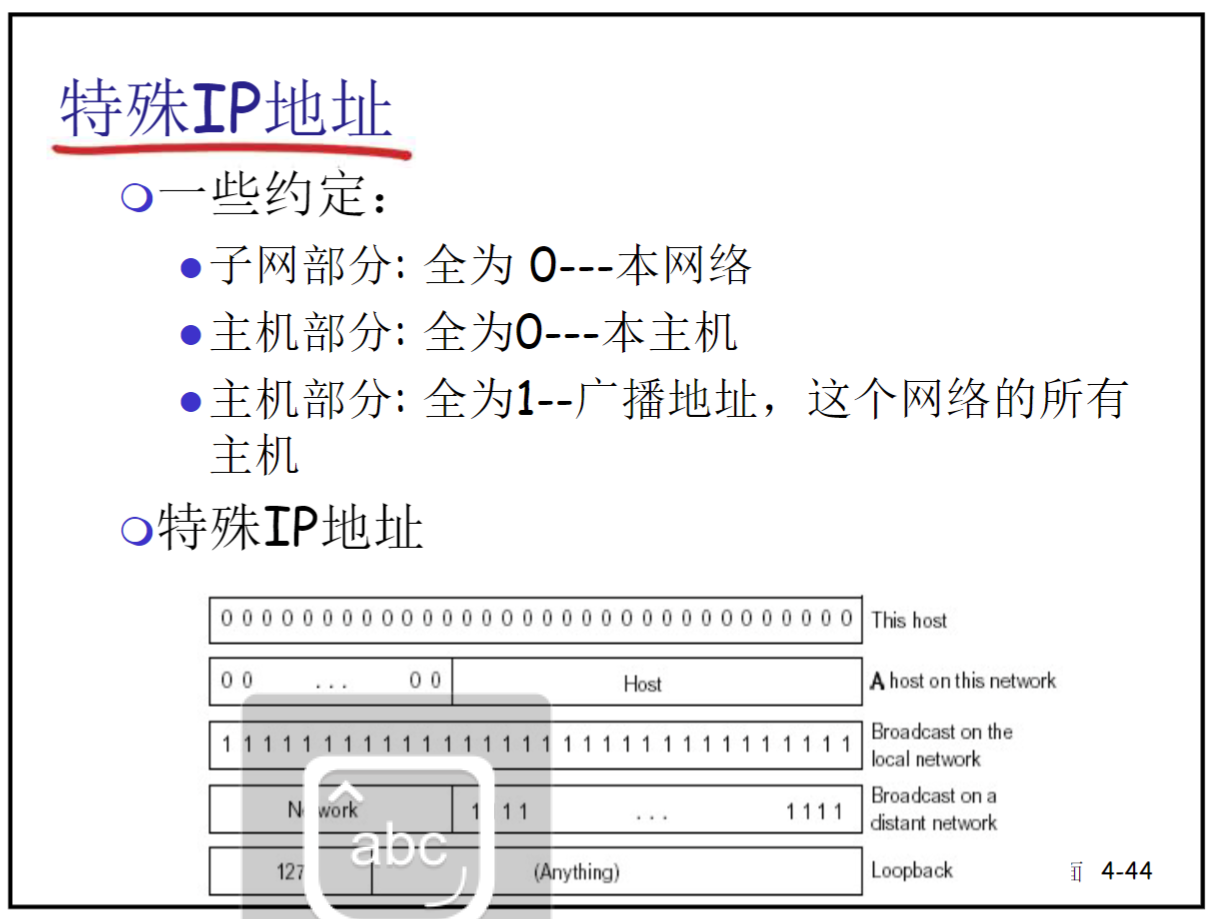 特殊IP地址
一些约定：
子网部分: 全为 0---本网络
主机部分: 全为0---本主机
主机部分: 全为1--广播地址，这个网络的所有
主机
特殊IP地址
0 0 0 0 0 0 0 0 0 0 0 0 0 0 0 0 0 0 0 0 0 0 0 0 0 0 0 0 0 0 0 0 This host
0 0 ... 0 0 Host A host on this network
1 1 1 1 1 1 1 1 1 1 1 1 1 1 1 1 1 1 1 1 1 1 1 1 1 1 1 1 1 1 1 1 Broadcast on the
local network
Network 1 1 1 1 ... 1 1 1 1 Broadcast on a
distant network
127 (Anything) Loopback
abc
4-44